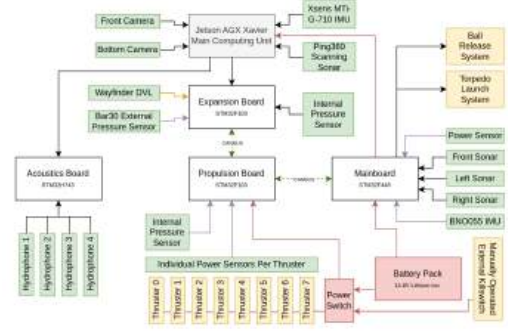 Front Camera
Bottom Camera
Jetson AGX Xavier
Main Computing Unit
Xsens MTi-
G-710 IMU
Ping360
Scanning
Sonar
Ball
Release
System
Torpedo
Launch
System
Wayfinder DVL
Bar30 External
Pressure Sensor
Expansion Board
Internal
Pressure
Sensor
CANBUS
Power Sensor
Front Sonar
Left Sonar
Right Sonar
BNO055 IMU
Acoustics Board
Propulsion Board
CANBUS
Mainboard
Internal
Pressure
Sensor
Individual Power Sensors Per Thruster
Hydrophone 1
Hydrophone 2
Hydrophone 3
Hydrophone 4
Thruster 0
Thruster 1
Thruster 2
Thruster 3
Thruster 4
Thruster 5
Thruster 6
Thruster 7
Power
Switch
Battery Pack
Manually Operated
External Killswitch